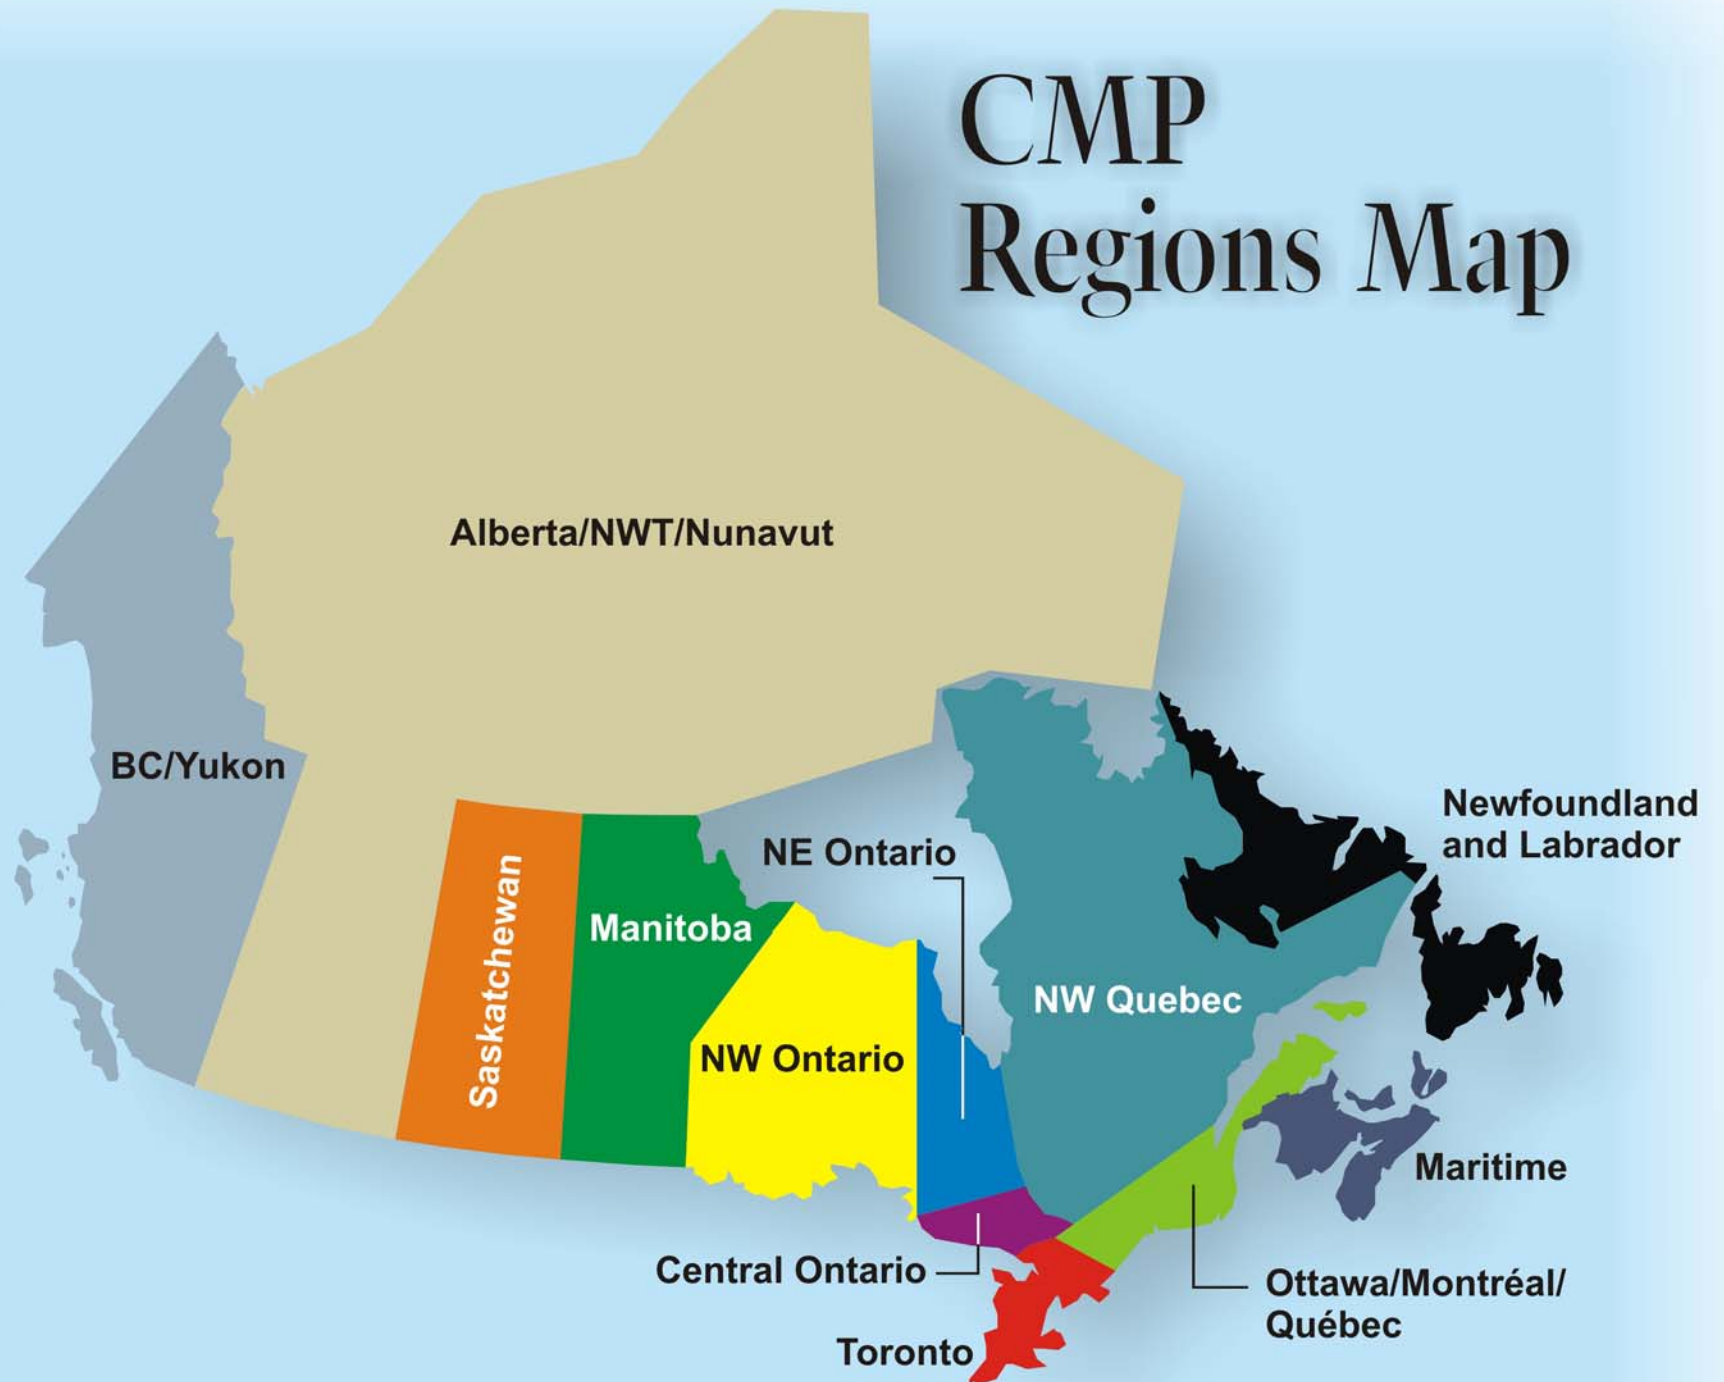 CMP
Regions Map
Alberta/NWT/Nunavut
BC/Yukon
Newfoundland
and Labrador
NE Ontario
Saskatchewan
Manitoba
NW Quebec
NW Ontario
Maritime
Central Ontario
Ottawa/Montréal/
Québec
Toronto